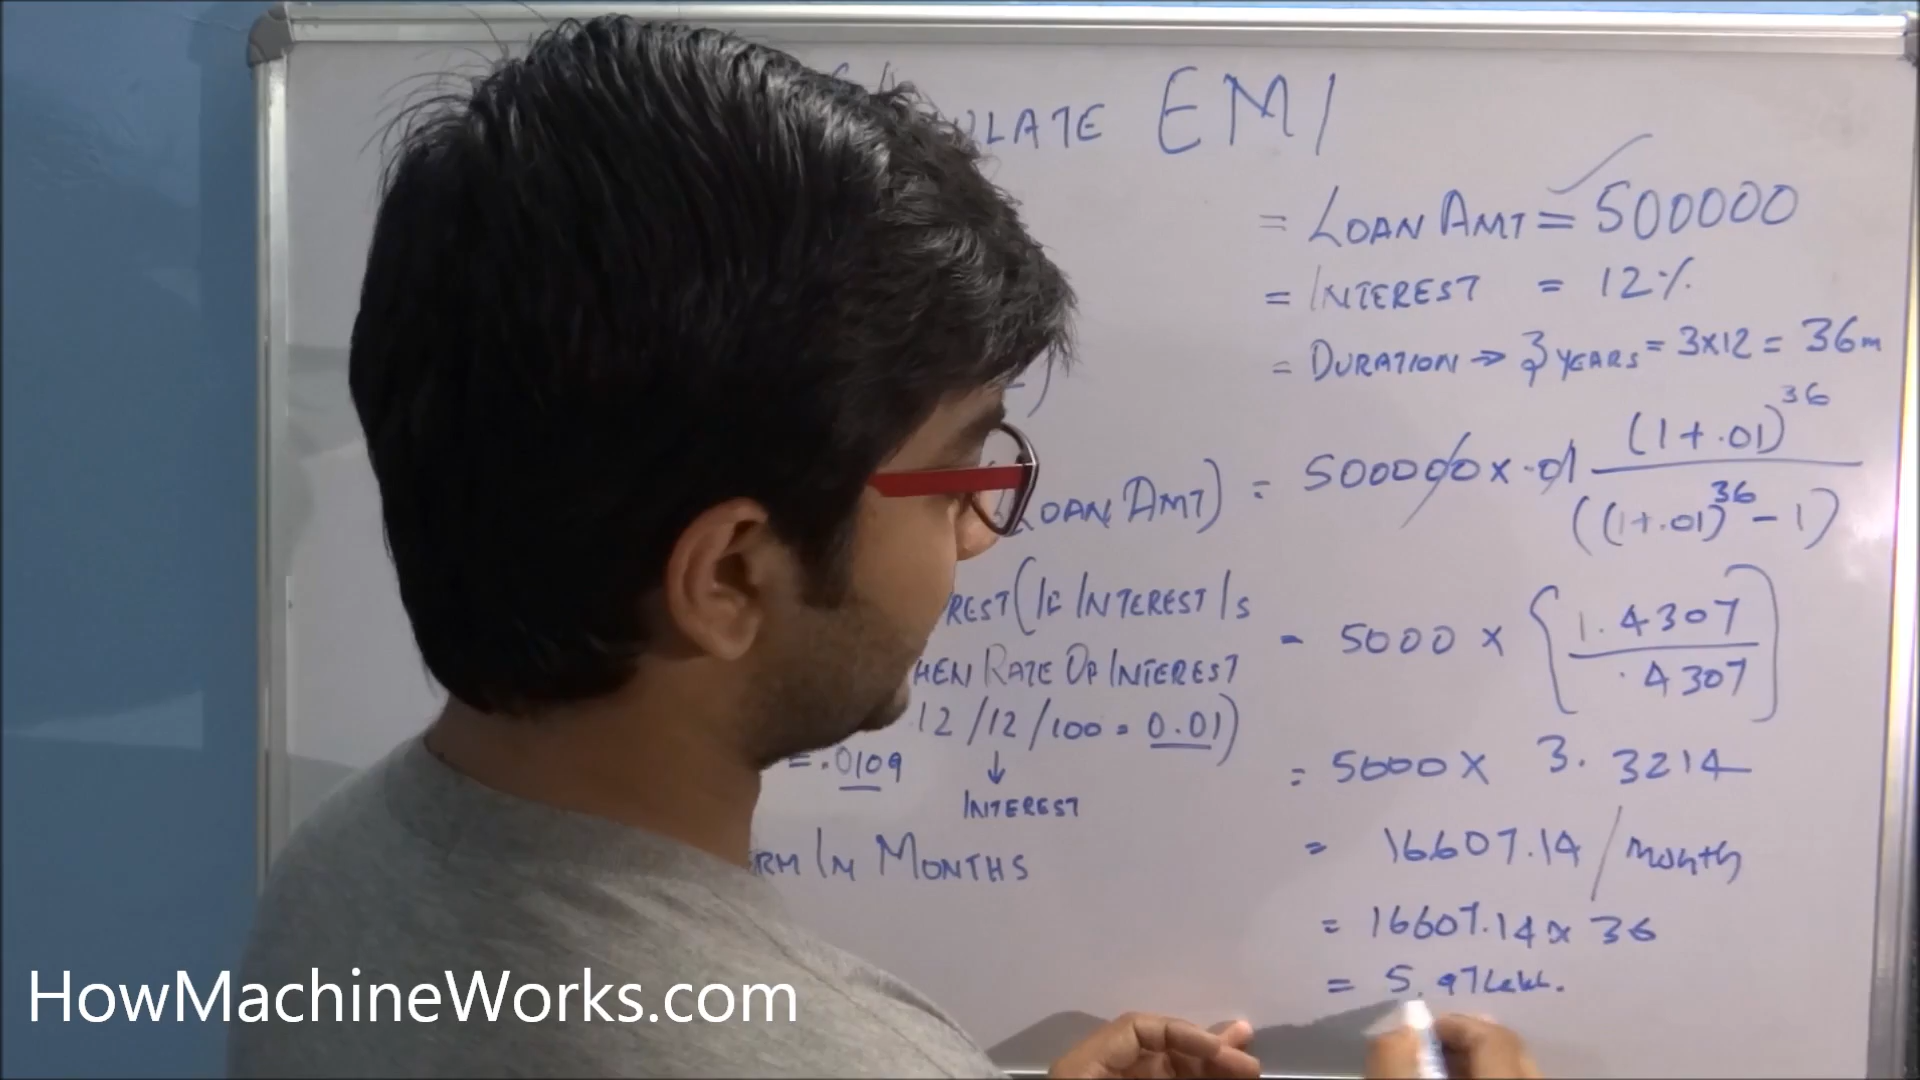 ULATE EMI
= LOAN AMT = 500000
= INTEREST = 12%
= DURATION → 3 YEARS = 3x12 = 36m
LOAN AMT) = 500000 x .01 (1+.01)^36
((1+.01)^36 - 1)
REST (IF INTEREST IS
HEN RATE OF INTEREST
12/12/100 = 0.01)
= .0109
INTEREST
RM IN MONTHS
= 5000 x [1.4307
.4307]
= 5000 x 3.3214
= 16607.14 / month
= 16607.14 x 36
= 5.97 Lakh.
HowMachineWorks.com